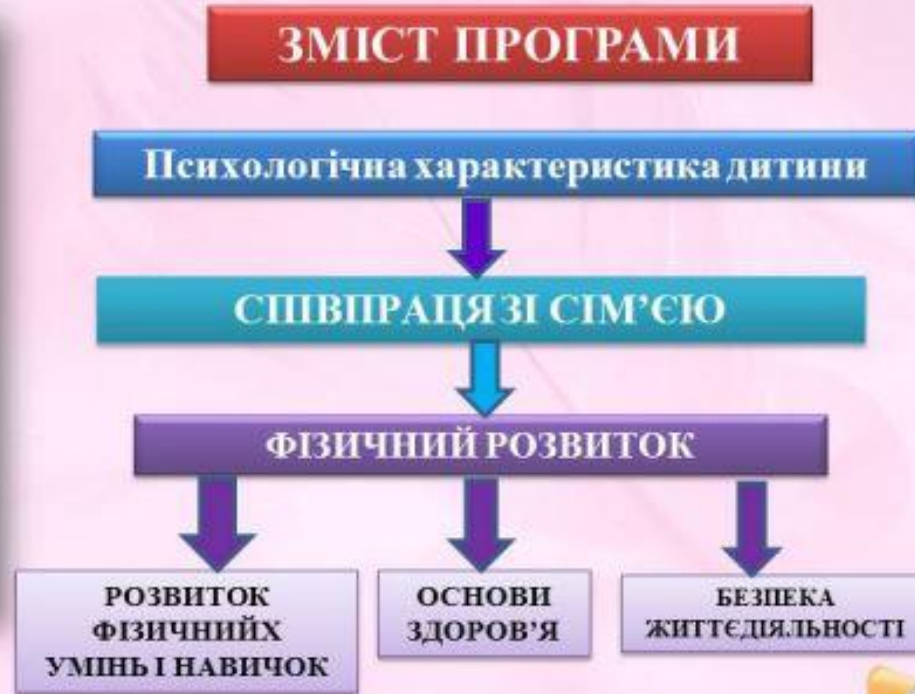 ЗМІСТ ПРОГРАМИ
Психологічна характеристика дитини
СПІВПРАЦЯ ЗІ СІМ’ЄЮ
ФІЗИЧНИЙ РОЗВИТОК
РОЗВИТОК
ФІЗИЧНИЙХ
УМІНЬ І НАВИЧОК
ОСНОВИ
ЗДОРОВ’Я
БЕЗПЕКА
ЖИТТЄДІЯЛЬНОСТІ